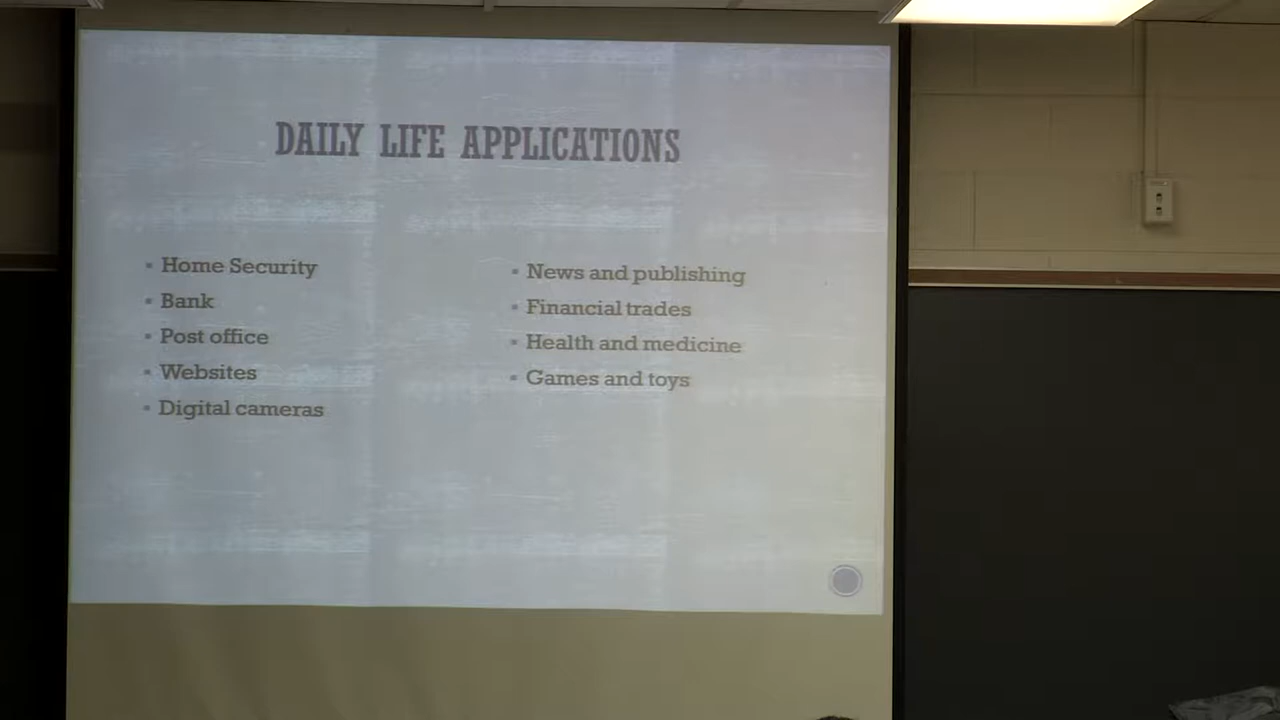 DAILY LIFE APPLICATIONS
Home Security
Bank
Post office
Websites
Digital cameras
News and publishing
Financial trades
Health and medicine
Games and toys